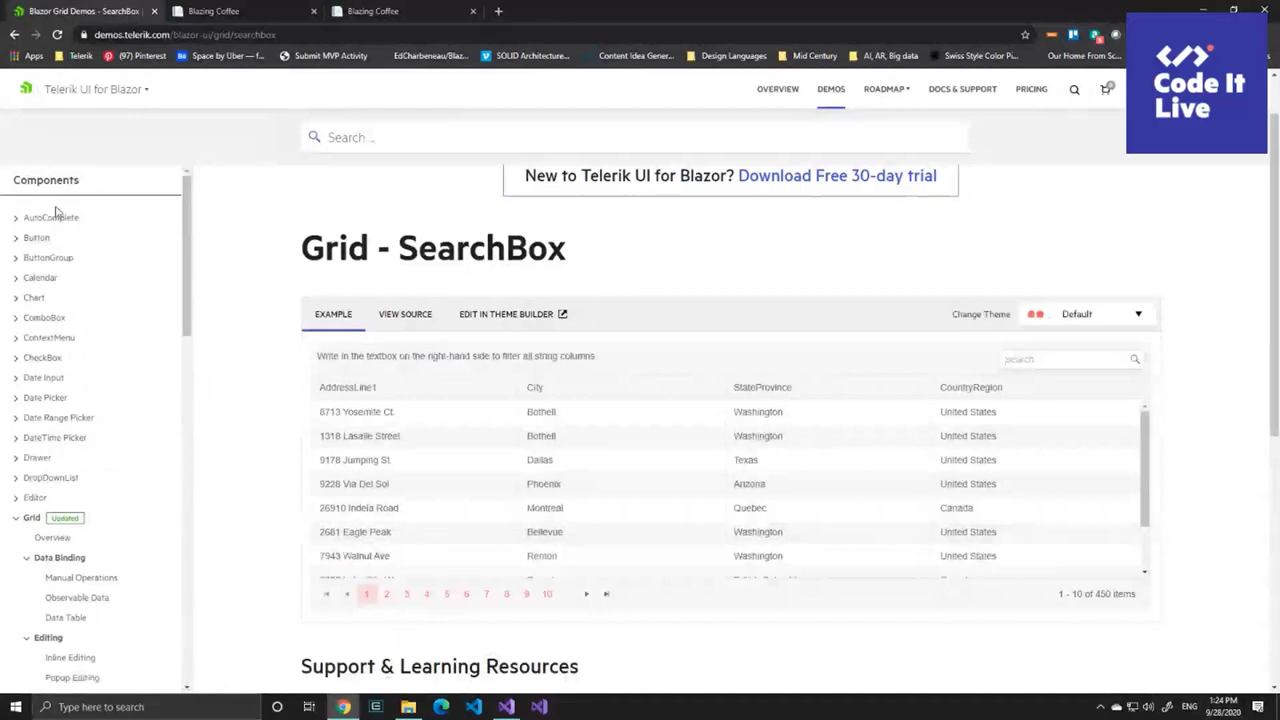 Blazor Grid Demos - SearchBox
Blazing Coffee
Blazing Coffee
demos.telerik.com/blazor-ui/grid/searchbox
Apps
Telerik
(97) Pinterest
Space by Uber — f...
Submit MVP Activity
EdCharbeneau/Blaz...
SOLID Architecture...
Content Idea Gener...
Design Languages
Mid Century
AI, AR, Big data
Swiss Style Color Pi...
Our Home From Sc...
Code It
Live
Telerik UI for Blazor
OVERVIEW
DEMOS
ROADMAP
DOCS & SUPPORT
PRICING
0
Search ...
Components
New to Telerik UI for Blazor? Download Free 30-day trial
AutoComplete
Button
ButtonGroup
Calendar
Chart
ComboBox
ContextMenu
CheckBox
Date Input
Date Picker
Date Range Picker
DateTime Picker
Drawer
DropDownList
Editor
Grid Updated
Overview
Data Binding
Manual Operations
Observable Data
Data Table
Editing
Inline Editing
Popup Editing
Grid - SearchBox
EXAMPLE
VIEW SOURCE
EDIT IN THEME BUILDER
Change Theme
Default
Write in the textbox on the right-hand side to filter all string columns
search
AddressLine1 City StateProvince CountryRegion
8713 Yosemite Ct. Bothell Washington United States
1318 Lasalle Street Bothell Washington United States
9178 Jumping St. Dallas Texas United States
9228 Via Del Sol Phoenix Arizona United States
26910 Indela Road Montreal Quebec Canada
2681 Eagle Peak Bellevue Washington United States
7943 Walnut Ave Renton Washington United States
1 2 3 4 5 6 7 8 9 10
1 - 10 of 450 items
Support & Learning Resources
Type here to search
ENG
1:24 PM
9/28/2020